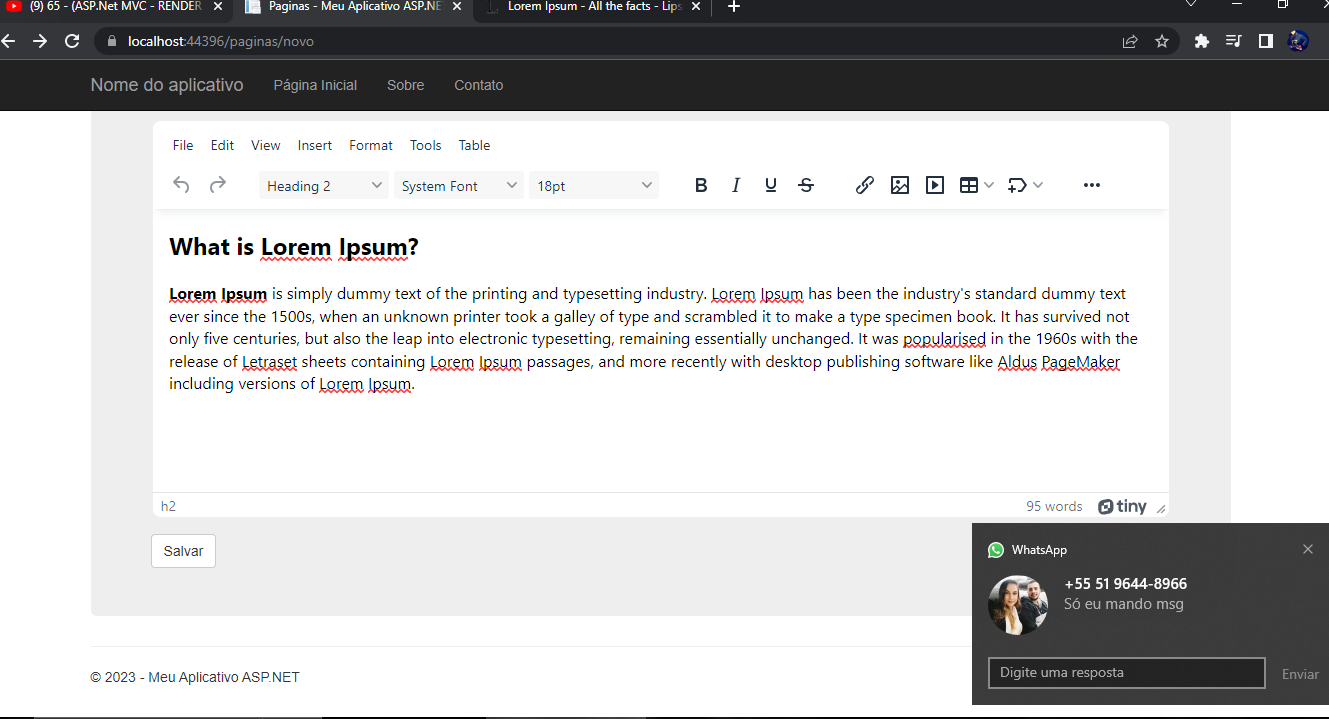 (9) 65 - (ASP.Net MVC - RENDER
Paginas - Meu Aplicativo ASP.NE
Lorem Ipsum - All the facts - Lips
localhost:44396/paginas/novo
Nome do aplicativo Página Inicial Sobre Contato
File Edit View Insert Format Tools Table
Heading 2 System Font 18pt B I U S
What is Lorem Ipsum?
Lorem Ipsum is simply dummy text of the printing and typesetting industry. Lorem Ipsum has been the industry's standard dummy text
ever since the 1500s, when an unknown printer took a galley of type and scrambled it to make a type specimen book. It has survived not
only five centuries, but also the leap into electronic typesetting, remaining essentially unchanged. It was popularised in the 1960s with the
release of Letraset sheets containing Lorem Ipsum passages, and more recently with desktop publishing software like Aldus PageMaker
including versions of Lorem Ipsum.
h2 95 words tiny
Salvar
WhatsApp
+55 51 9644-8966
Só eu mando msg
Digite uma resposta Enviar
© 2023 - Meu Aplicativo ASP.NET